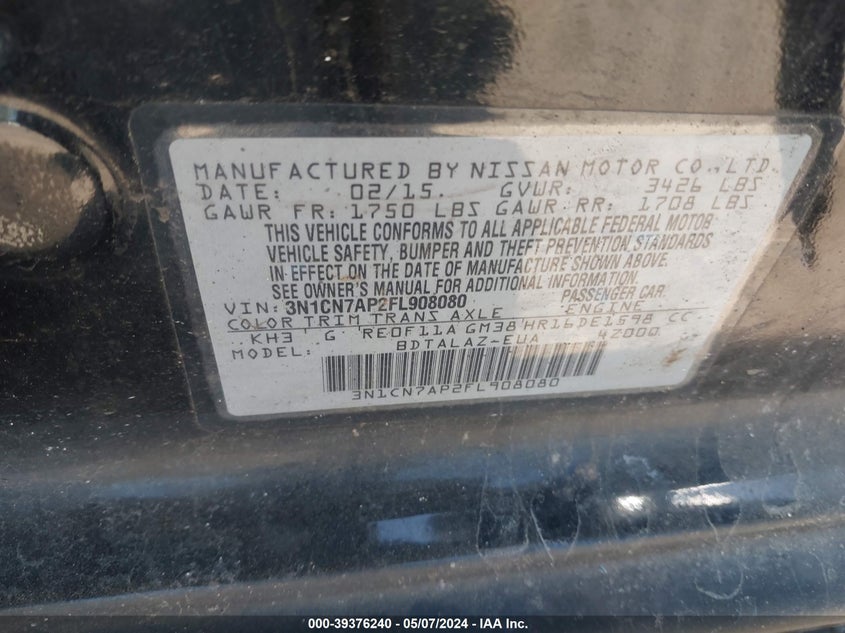 MANUFACTURED BY NISSAN MOTOR CO.,LTD.
DATE: 02/15. GVWR: 3426 LBS
GAWR FR: 1750 LBS GAWR RR: 1708 LBS
THIS VEHICLE CONFORMS TO ALL APPLICABLE FEDERAL MOTOR
VEHICLE SAFETY, BUMPER AND THEFT PREVENTION STANDARDS
IN EFFECT ON THE DATE OF MANUFACTURE SHOWN ABOVE.
SEE OWNER'S MANUAL FOR ADDITIONAL INFORMATION
VIN: 3N1CN7AP2FL908080 PASSENGER CAR
COLOR TRIM TRANS AXLE ENGINE
KH3 G RE0F11A GM38 HR16DE1598 CC
MODEL: BDTALAZ-EUA 42000
3N1CN7AP2FL908080
000-39376240 - 05/07/2024 - IAA Inc.